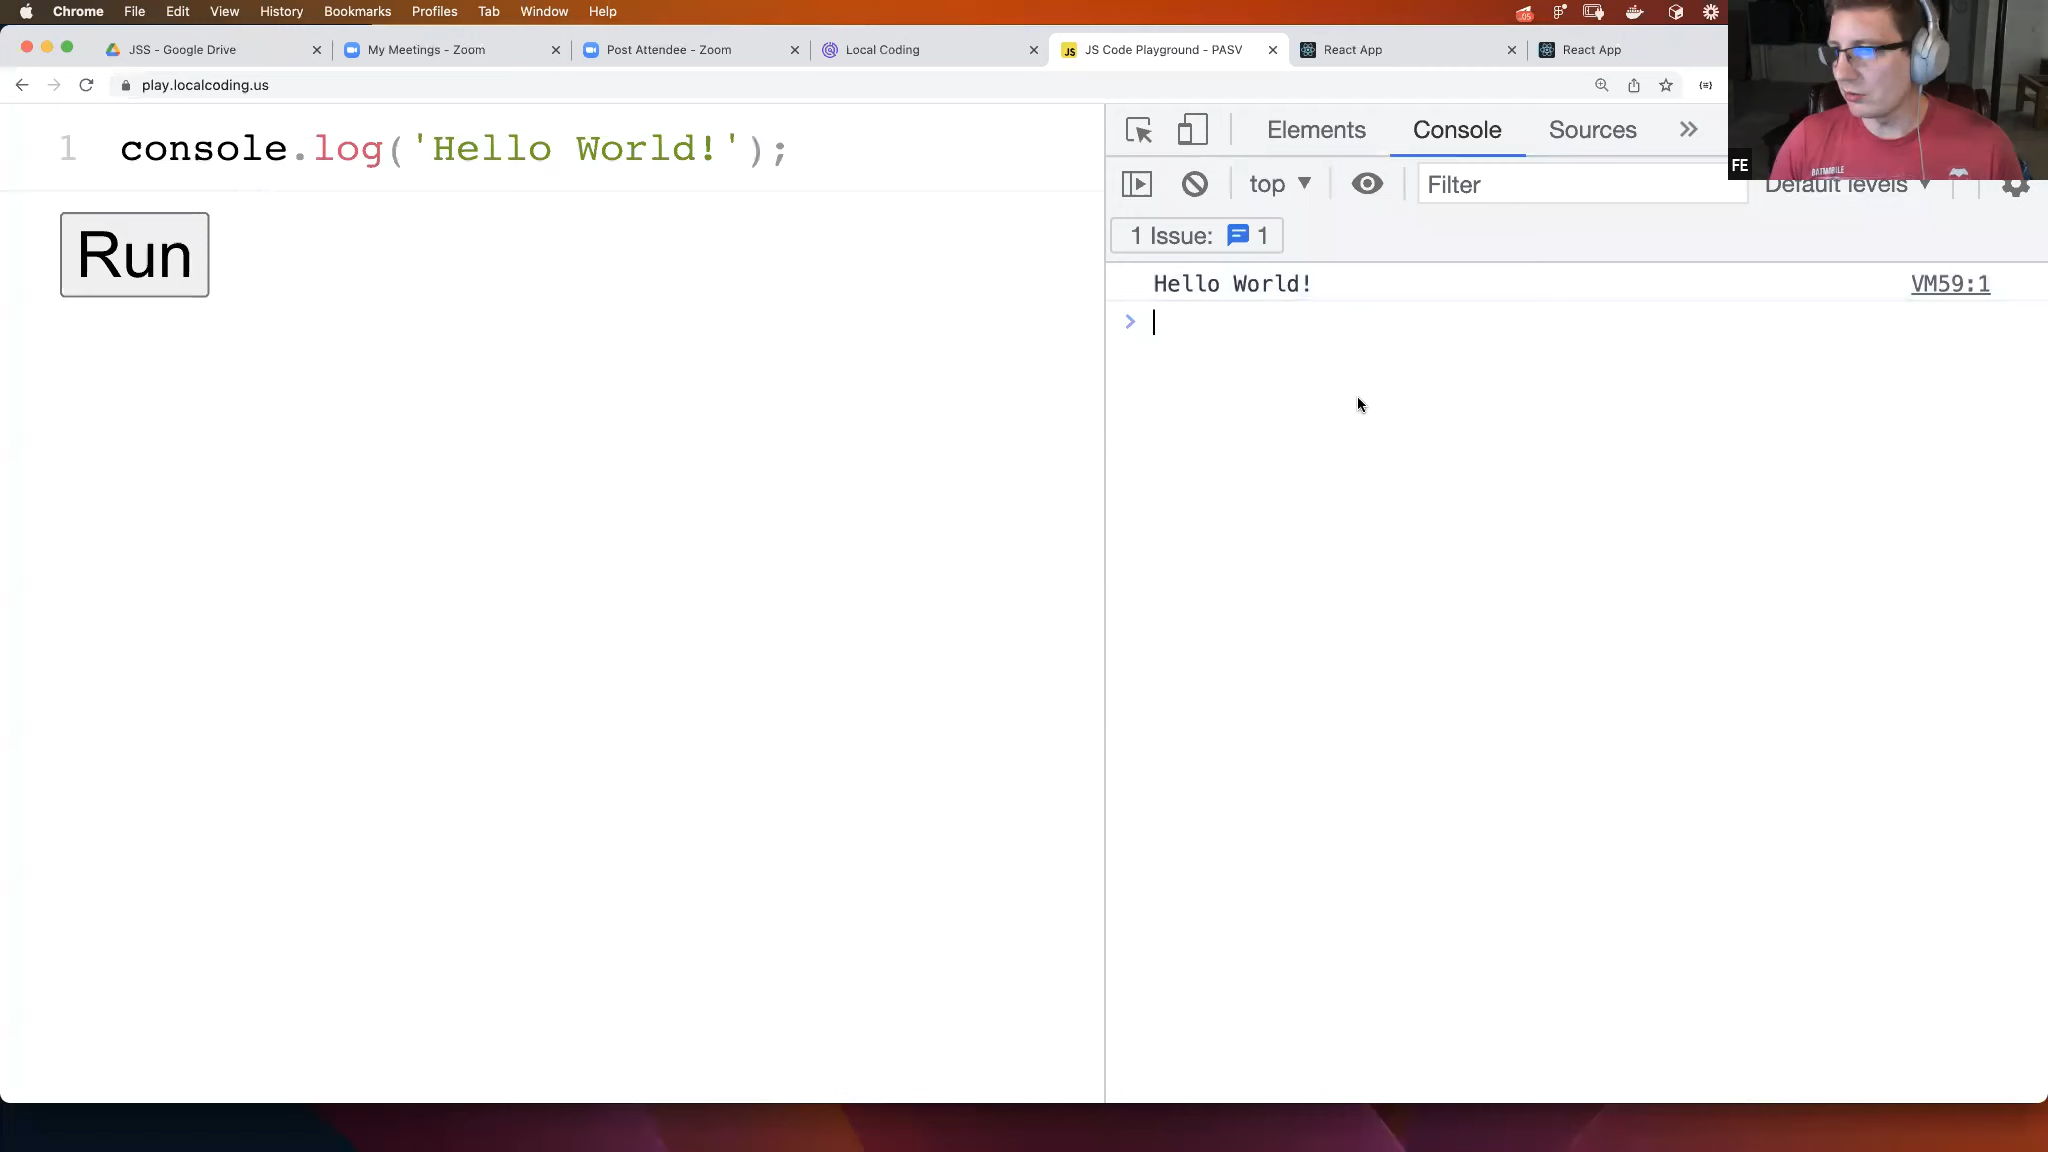 Chrome File Edit View History Bookmarks Profiles Tab Window Help
JSS - Google Drive
My Meetings - Zoom
Post Attendee - Zoom
Local Coding
JS JS Code Playground - PASV
React App
React App
play.localcoding.us
1 console.log('Hello World!');
Run
Elements Console Sources
top Filter Default levels
1 Issue: 1
Hello World! VM59:1
FE
BATMOBILE